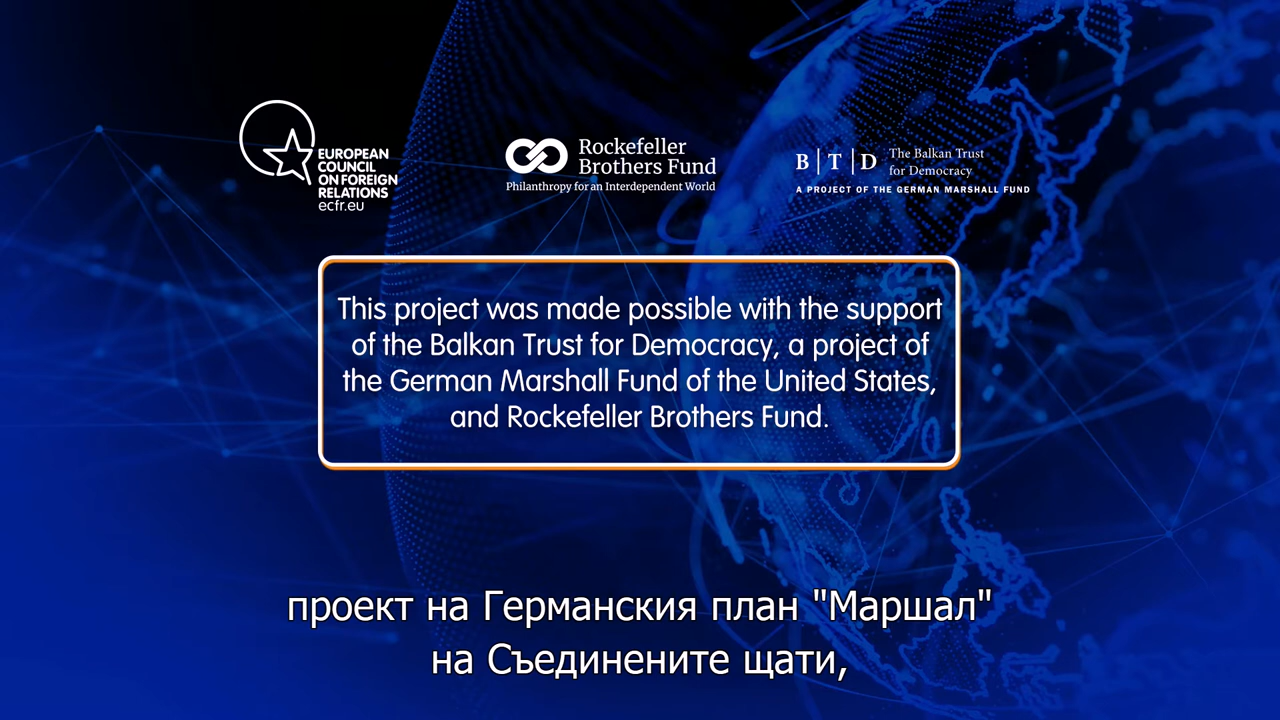 EUROPEAN
COUNCIL
ON FOREIGN
RELATIONS
ecfr.eu
Rockefeller
Brothers Fund
Philanthropy for an Interdependent World
B|T|D
The Balkan Trust
for Democracy
A PROJECT OF THE GERMAN MARSHALL FUND
This project was made possible with the support
of the Balkan Trust for Democracy, a project of
the German Marshall Fund of the United States,
and Rockefeller Brothers Fund.
проект на Германския план "Маршал"
на Съединените щати,